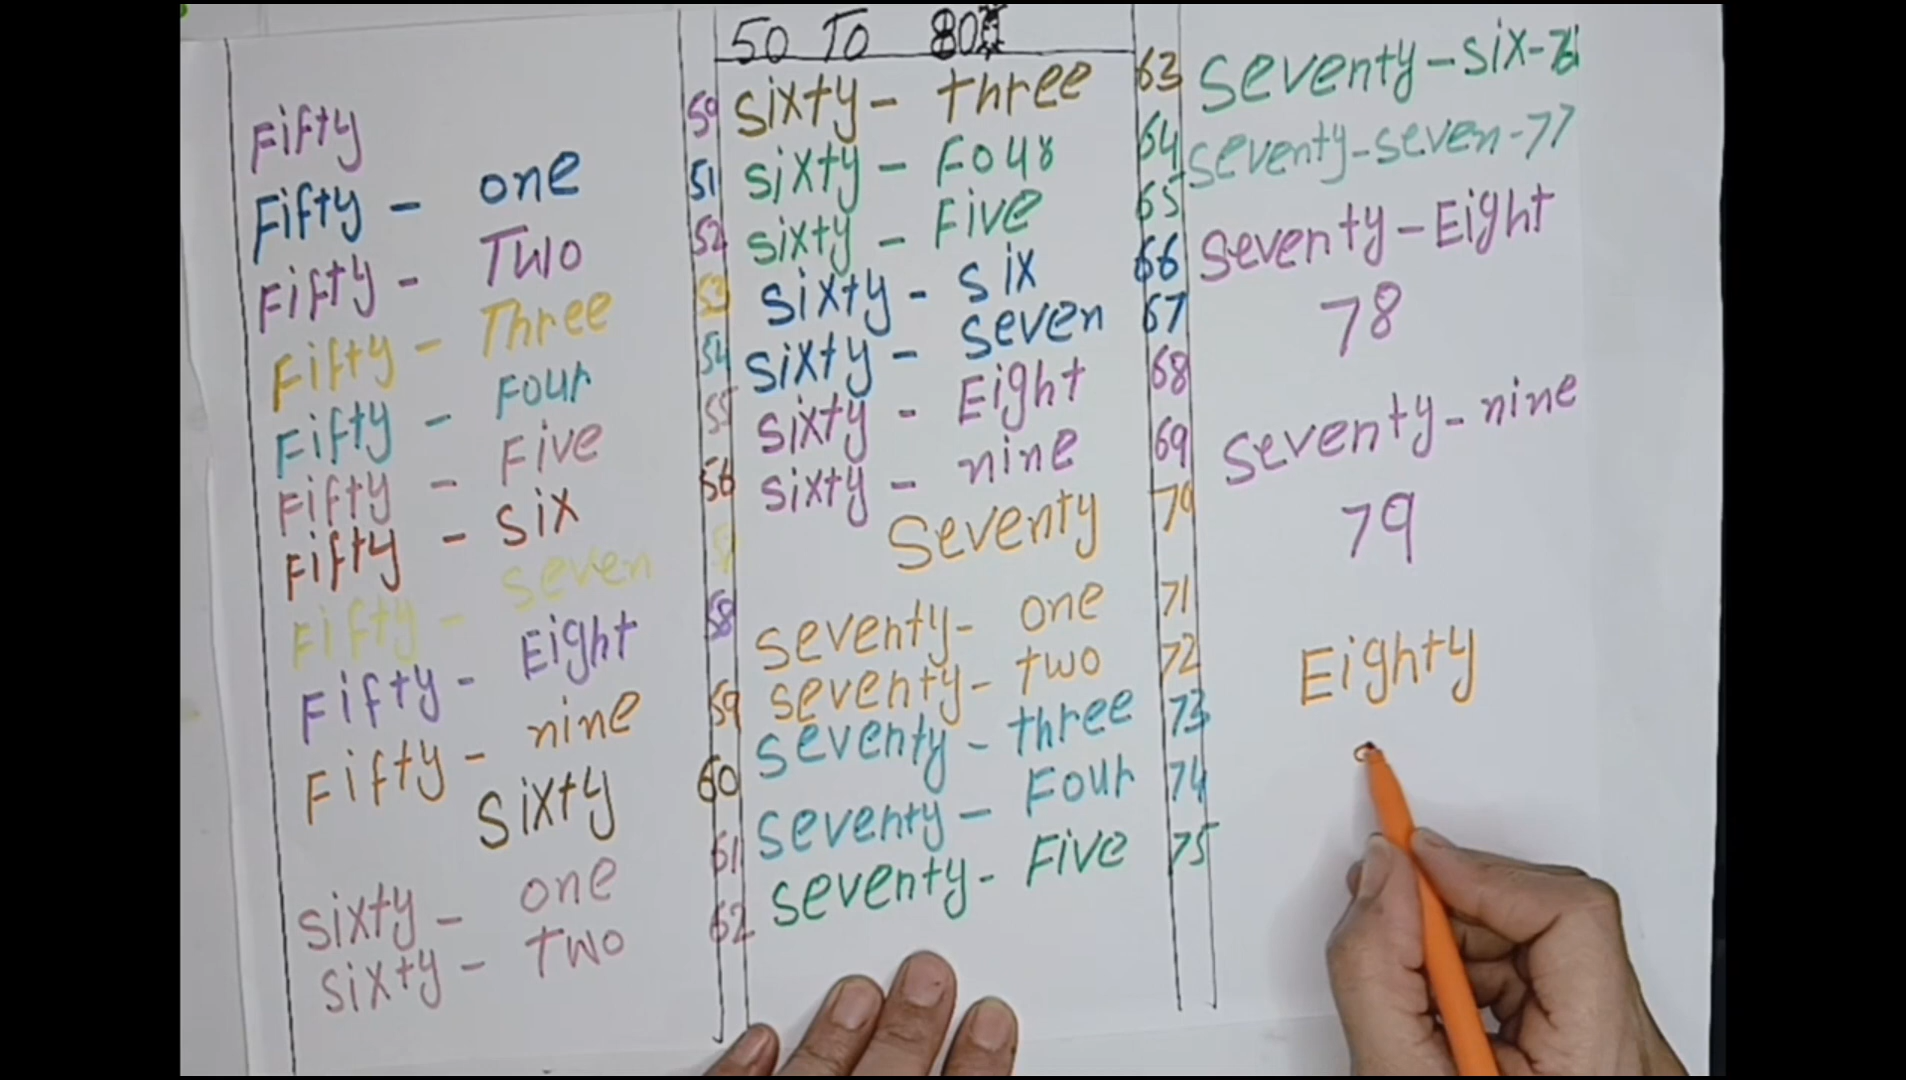 50 TO 80
Fifty 50
Fifty - one 51
Fifty - Two 52
Fifty - Three 53
Fifty - Four 54
Fifty - Five 55
Fifty - six 56
Fifty - seven 57
Fifty - Eight 58
Fifty - nine 59
Sixty 60
sixty - one 61
sixty - Two 62
sixty - three 63
sixty - Four 64
sixty - Five 65
sixty - six 66
sixty - seven 67
sixty - Eight 68
sixty - nine 69
Seventy 70
seventy - one 71
seventy - two 72
seventy - three 73
seventy - Four 74
seventy - Five 75
seventy - six - 76
seventy - seven - 77
seventy - Eight
78
seventy - nine
79
Eighty